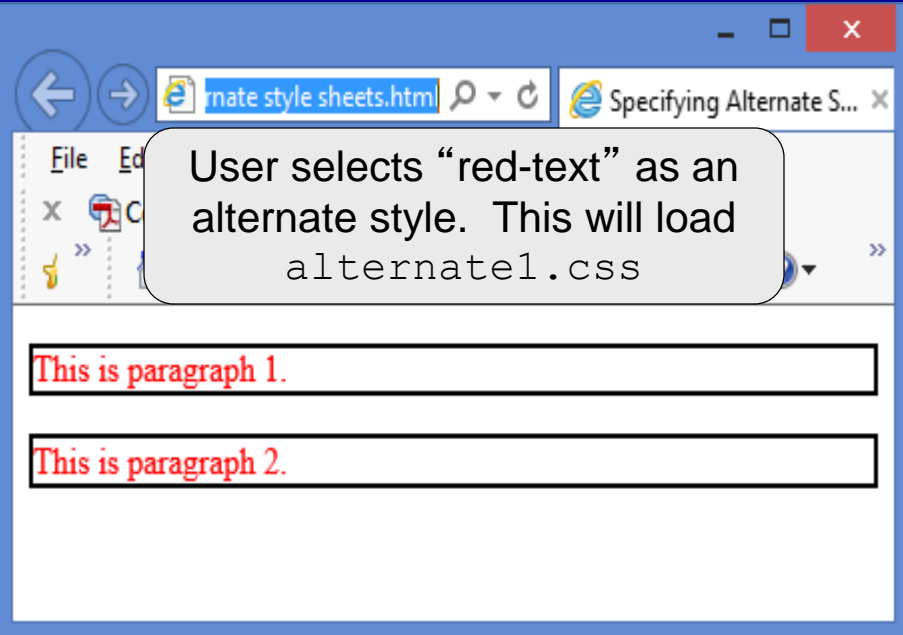 rnate style sheets.html
Specifying Alternate S...
File
User selects “red-text” as an
alternate style.  This will load
alternate1.css
This is paragraph 1.
This is paragraph 2.